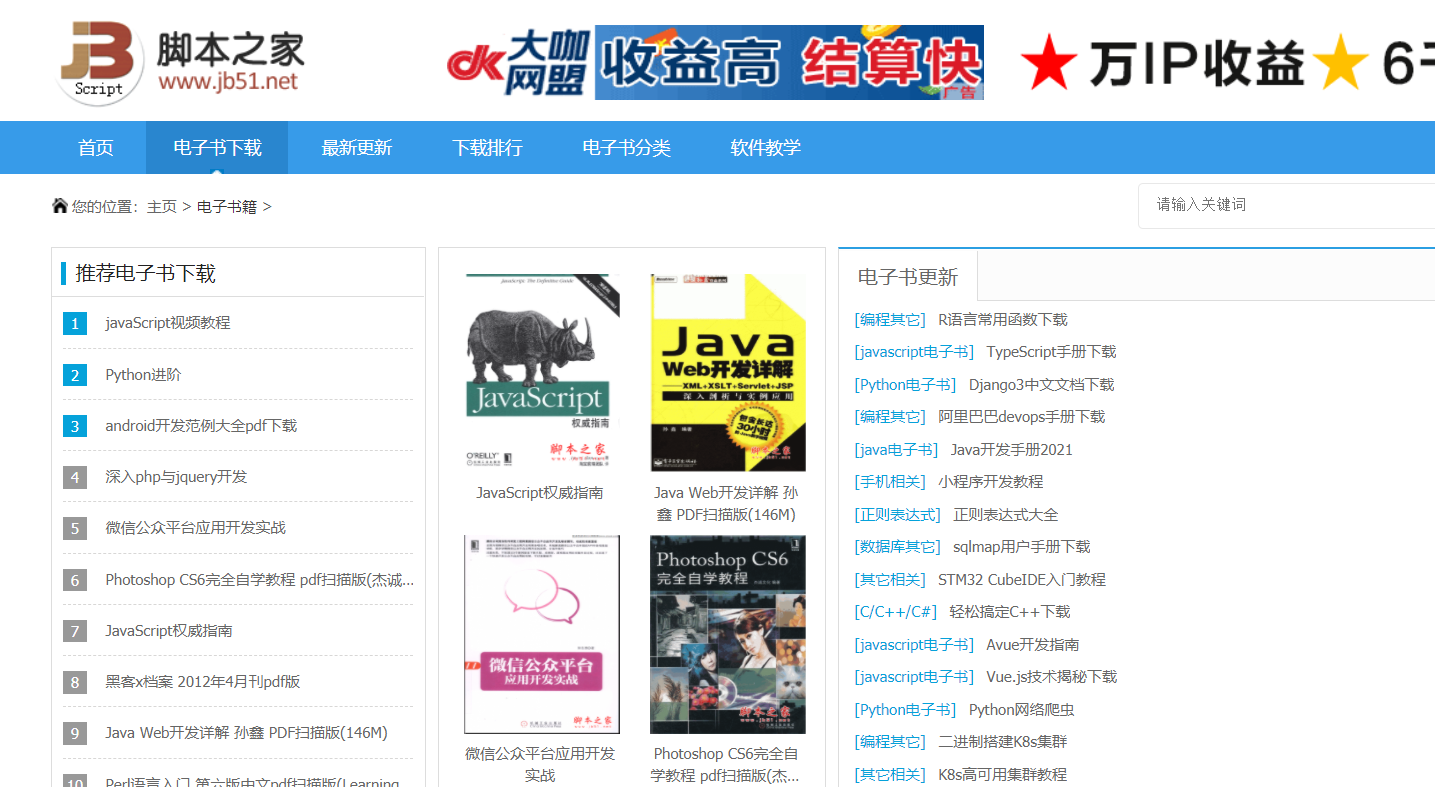 JB
Script
脚本之家
www.jb51.net
dk 大咖网盟
收益高 结算快
广告
★ 万IP收益 ★ 6千
首页 电子书下载 最新更新 下载排行 电子书分类 软件教学
您的位置：主页 > 电子书籍 >
请输入关键词
推荐电子书下载
1 javaScript视频教程
2 Python进阶
3 android开发范例大全pdf下载
4 深入php与jquery开发
5 微信公众平台应用开发实战
6 Photoshop CS6完全自学教程 pdf扫描版(杰诚...
7 JavaScript权威指南
8 黑客x档案 2012年4月刊pdf版
9 Java Web开发详解 孙鑫 PDF扫描版(146M)
10 Perl语言入门 第六版中文pdf扫描版(Learning
JavaScript: The Definitive Guide
JavaScript
权威指南
脚本之家
O'REILLY
JavaScript权威指南
Java
Web开发详解
XML+XSLT+Servlet+JSP
深入剖析与实例应用
长达
30小时
孙鑫 编著
脚本之家
Java Web开发详解 孙
鑫 PDF扫描版(146M)
微信公众平台
应用开发实战
脚本之家
微信公众平台应用开发
实战
Photoshop CS6
完全自学教程
脚本之家
www.jb51.net
Photoshop CS6完全自
学教程 pdf扫描版(杰...
电子书更新
[编程其它] R语言常用函数下载
[javascript电子书] TypeScript手册下载
[Python电子书] Django3中文文档下载
[编程其它] 阿里巴巴devops手册下载
[java电子书] Java开发手册2021
[手机相关] 小程序开发教程
[正则表达式] 正则表达式大全
[数据库其它] sqlmap用户手册下载
[其它相关] STM32 CubeIDE入门教程
[C/C++/C#] 轻松搞定C++下载
[javascript电子书] Avue开发指南
[javascript电子书] Vue.js技术揭秘下载
[Python电子书] Python网络爬虫
[编程其它] 二进制搭建K8s集群
[其它相关] K8s高可用集群教程